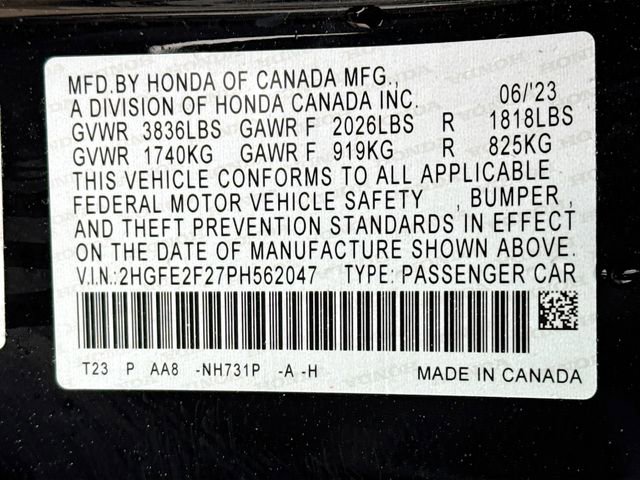 MFD.BY HONDA OF CANADA MFG.,
A DIVISION OF HONDA CANADA INC. 06/'23
GVWR 3836LBS GAWR F 2026LBS R 1818LBS
GVWR 1740KG GAWR F 919KG R 825KG
THIS VEHICLE CONFORMS TO ALL APPLICABLE
FEDERAL MOTOR VEHICLE SAFETY , BUMPER ,
AND THEFT PREVENTION STANDARDS IN EFFECT
ON THE DATE OF MANUFACTURE SHOWN ABOVE.
V.I.N.:2HGFE2F27PH562047 TYPE: PASSENGER CAR
T23 P AA8 -NH731P -A -H MADE IN CANADA